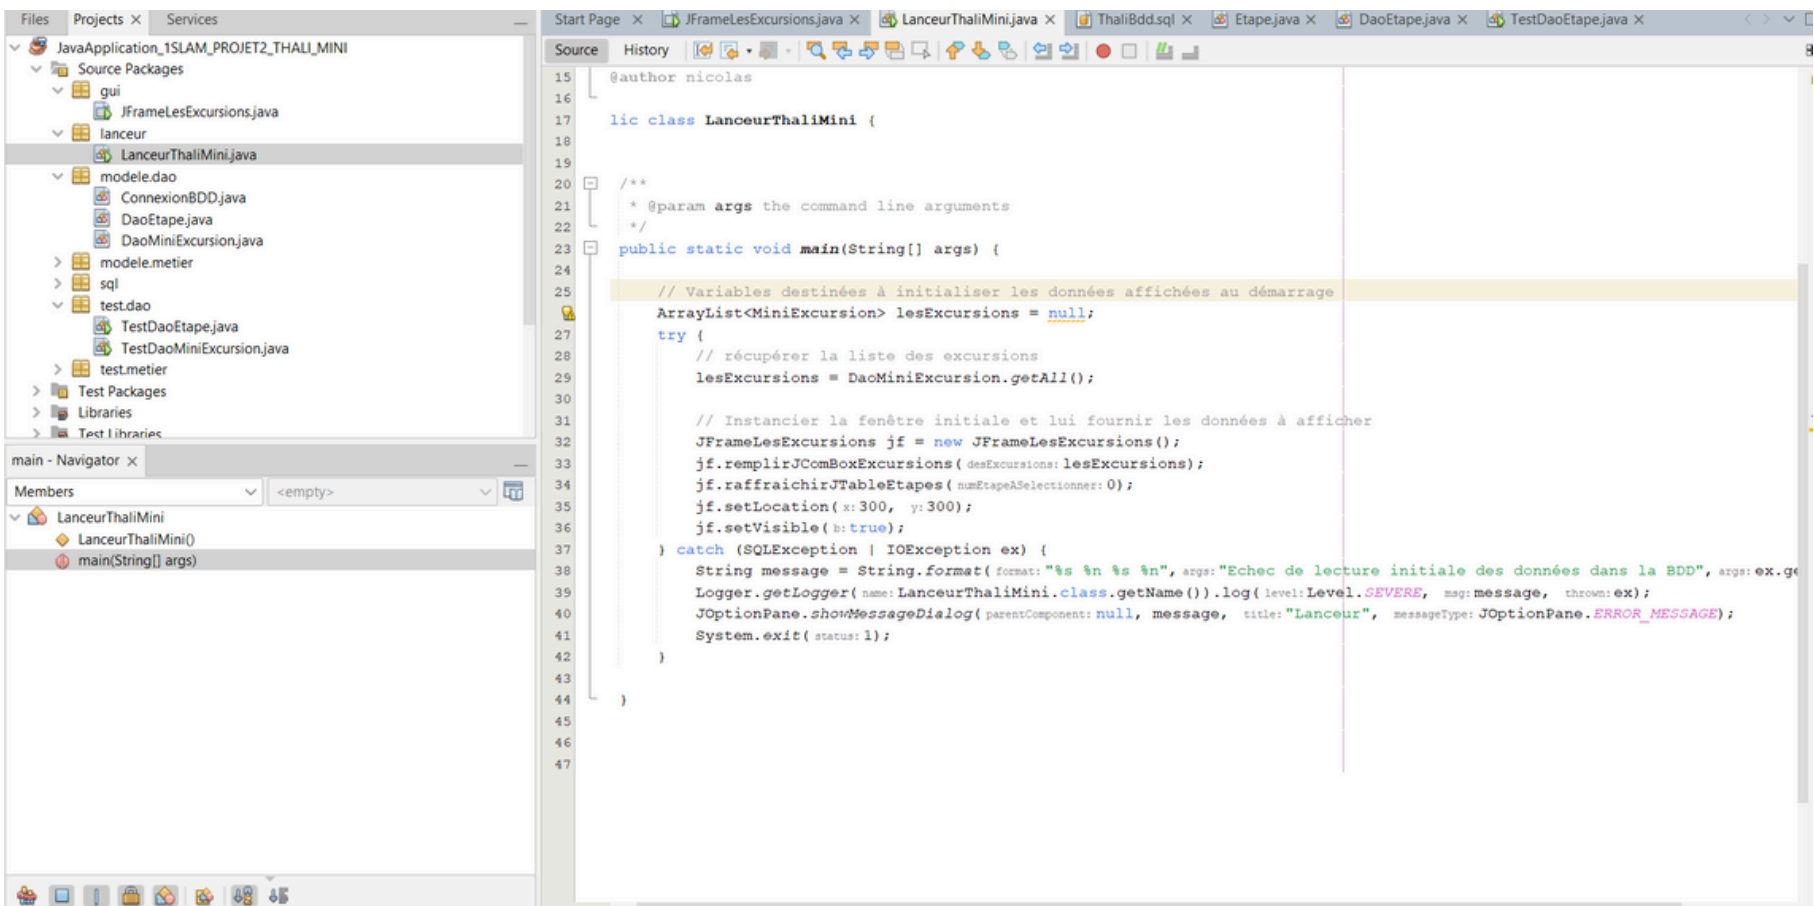 Files Projects × Services
JavaApplication_1SLAM_PROJET2_THALI_MINI
Source Packages
gui
JFrameLesExcursions.java
lanceur
LanceurThaliMini.java
modele.dao
ConnexionBDD.java
DaoEtape.java
DaoMiniExcursion.java
modele.metier
sql
test.dao
TestDaoEtape.java
TestDaoMiniExcursion.java
test.metier
Test Packages
Libraries
Test Libraries
main - Navigator ×
Members <empty>
LanceurThaliMini
LanceurThaliMini()
main(String[] args)
Start Page × JFrameLesExcursions.java × LanceurThaliMini.java × ThaliBdd.sql × Etape.java × DaoEtape.java × TestDaoEtape.java ×
Source History
15 @author nicolas
16
17 lic class LanceurThaliMini {
18
19
20 /**
21 * @param args the command line arguments
22 */
23 public static void main(String[] args) {
24
25 // Variables destinées à initialiser les données affichées au démarrage
ArrayList<MiniExcursion> lesExcursions = null;
27 try {
28 // récupérer la liste des excursions
29 lesExcursions = DaoMiniExcursion.getAll();
30
31 // Instancier la fenêtre initiale et lui fournir les données à afficher
32 JFrameLesExcursions jf = new JFrameLesExcursions();
33 jf.remplirJComBoxExcursions( desExcursions: lesExcursions);
34 jf.raffraichirJTableEtapes( numEtapeASelectionner: 0);
35 jf.setLocation( x: 300, y: 300);
36 jf.setVisible( b: true);
37 } catch (SQLException | IOException ex) {
38 String message = String.format( format: "%s %n %s %n", args: "Echec de lecture initiale des données dans la BDD", args: ex.ge
39 Logger.getLogger( name: LanceurThaliMini.class.getName()).log( level: Level.SEVERE, msg: message, thrown: ex);
40 JOptionPane.showMessageDialog( parentComponent: null, message, title: "Lanceur", messageType: JOptionPane.ERROR_MESSAGE);
41 System.exit( status: 1);
42 }
43
44 }
45
46
47